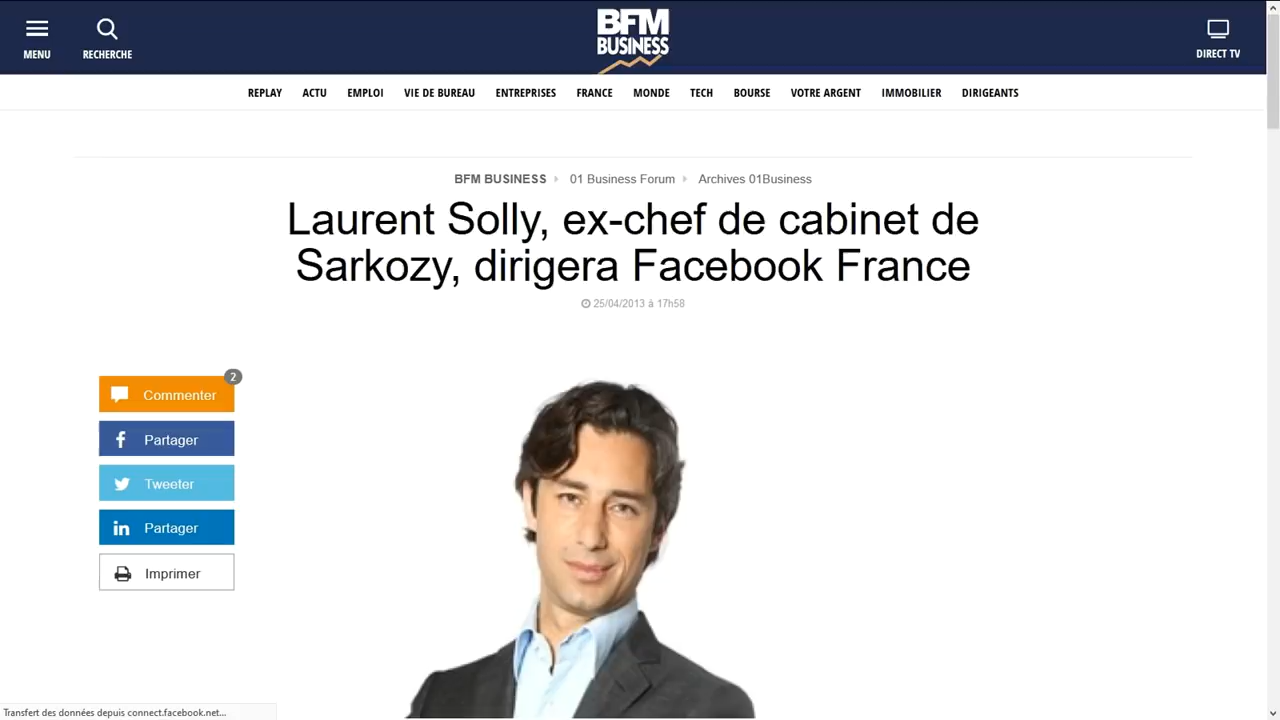 MENU
RECHERCHE
BFM
BUSINESS
DIRECT TV
REPLAY ACTU EMPLOI VIE DE BUREAU ENTREPRISES FRANCE MONDE TECH BOURSE VOTRE ARGENT IMMOBILIER DIRIGEANTS
BFM BUSINESS 01 Business Forum Archives 01Business
Laurent Solly, ex-chef de cabinet de
Sarkozy, dirigera Facebook France
25/04/2013 à 17h58
2
Commenter
Partager
Tweeter
Partager
Imprimer
Transfert des données depuis connect.facebook.net...